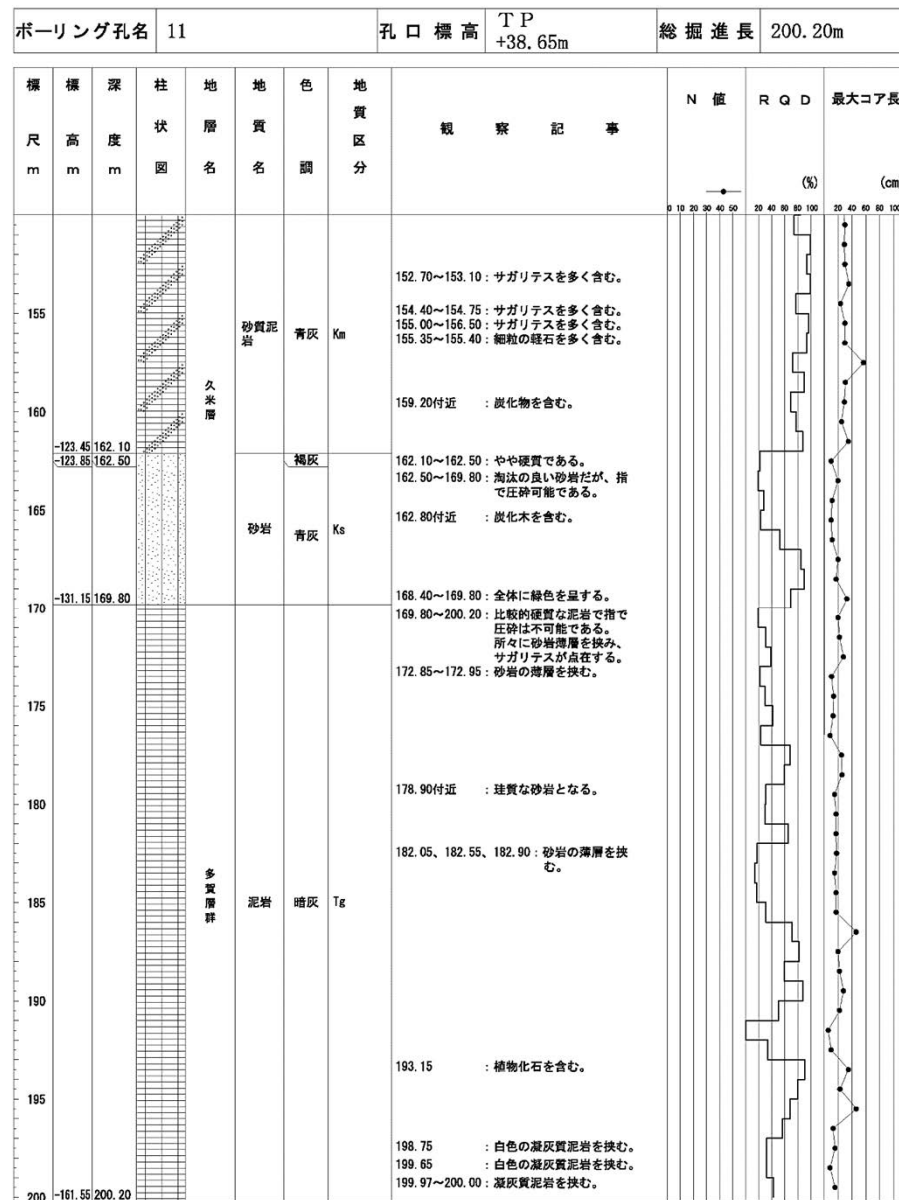 ボーリング孔名 11 孔口標高 TP +38.65m 総掘進長 200.20m
標尺 m 標高 m 深度 m 柱状図 地層名 地質名 色調 地質区分 観察記事 N 値 R Q D (%) 最大コア長 (cm
0 10 20 30 40 50 20 40 60 80 100 20 40 60 80 100
152.70~153.10:サガリテスを多く含む。
155
154.40~154.75:サガリテスを多く含む。
砂質泥岩 青灰 Km
155.00~156.50:サガリテスを多く含む。
155.35~155.40:細粒の軽石を多く含む。
久米層
160
159.20付近 :炭化物を含む。
-123.45 162.10
-123.85 162.50 褐灰
162.10~162.50:やや硬質である。
162.50~169.80:淘汰の良い砂岩だが、指
で圧砕可能である。
165
162.80付近 :炭化木を含む。
砂岩 青灰 Ks
-131.15 169.80
168.40~169.80:全体に緑色を呈する。
170
169.80~200.20:比較的硬質な泥岩で指で
圧砕は不可能である。
所々に砂岩薄層を挟み、
サガリテスが点在する。
172.85~172.95:砂岩の薄層を挟む。
175
178.90付近 :珪質な砂岩となる。
180
182.05、182.55、182.90:砂岩の薄層を挟
む。
185
多賀層群 泥岩 暗灰 Tg
190
193.15 :植物化石を含む。
195
198.75 :白色の凝灰質泥岩を挟む。
199.65 :白色の凝灰質泥岩を挟む。
199.97~200.00:凝灰質泥岩を挟む。
200 -161.55 200.20